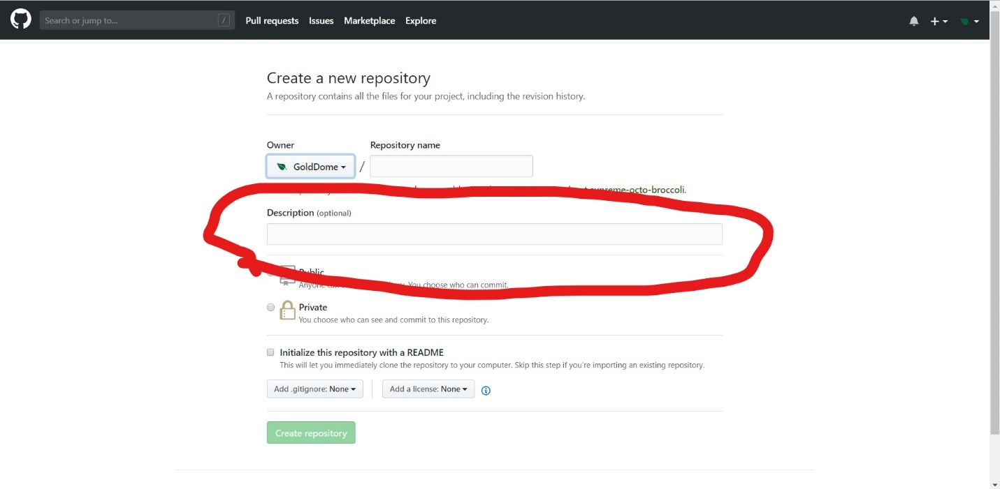 Search or jump to... /
Pull requests Issues Marketplace Explore
Create a new repository
A repository contains all the files for your project, including the revision history.
Owner Repository name
GoldDome /
supreme-octo-broccoli.
Description (optional)
Public
Anyone can You choose who can commit.
Private
You choose who can see and commit to this repository.
Initialize this repository with a README
This will let you immediately clone the repository to your computer. Skip this step if you're importing an existing repository.
Add .gitignore: None Add a license: None
Create repository